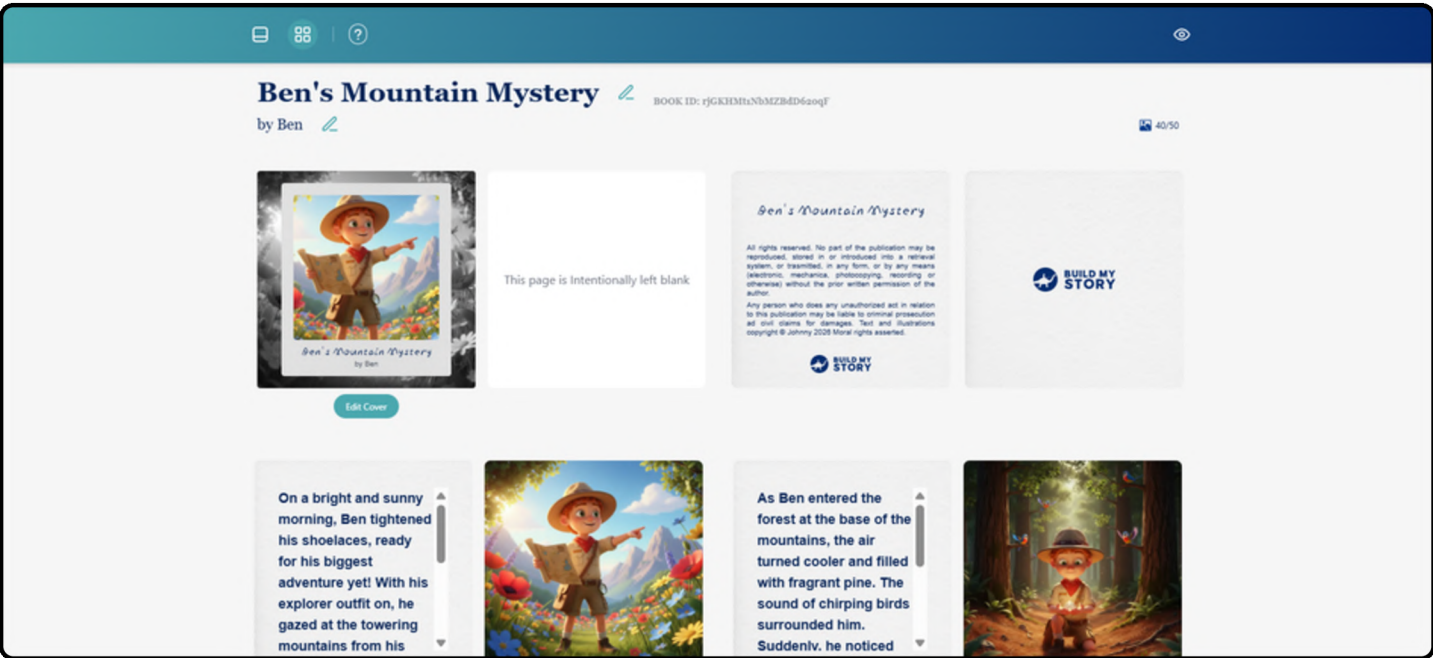 Ben's Mountain Mystery
BOOK ID: rjGKHMt1NbMZBdD620qF
by Ben
40/50
Ben's Mountain Mystery
by Ben
Edit Cover
This page is Intentionally left blank
Ben's Mountain Mystery
All rights reserved. No part of the publication may be
reproduced, stored in or introduced into a retrieval
system, or trasmitted, in any form, or by any means
(electronic, mechanica, photocopying, recording or
otherwise) without the prior written permission of the
author.
Any person who does any unauthorized act in relation
to this publication may be liable to criminal prosecution
ad civil claims for damages. Text and illustrations
copyright © Johnny 2026 Moral rights asserted.
BUILD MY
STORY
BUILD MY
STORY
On a bright and sunny
morning, Ben tightened
his shoelaces, ready
for his biggest
adventure yet! With his
explorer outfit on, he
gazed at the towering
mountains from his
As Ben entered the
forest at the base of the
mountains, the air
turned cooler and filled
with fragrant pine. The
sound of chirping birds
surrounded him.
Suddenly, he noticed